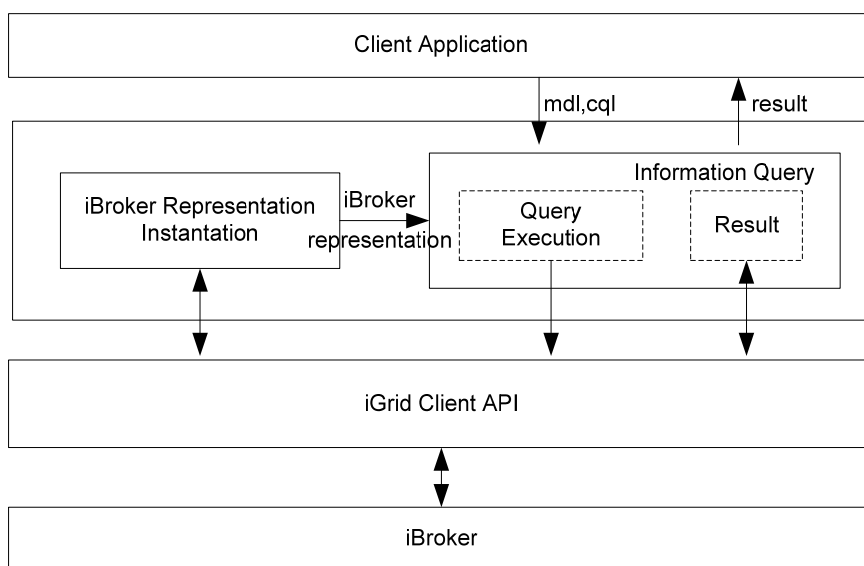 Client Application
mdl,cql
result
Information Query
iBroker Representation
Instantation
iBroker
representation
Query
Execution
Result
iGrid Client API
iBroker